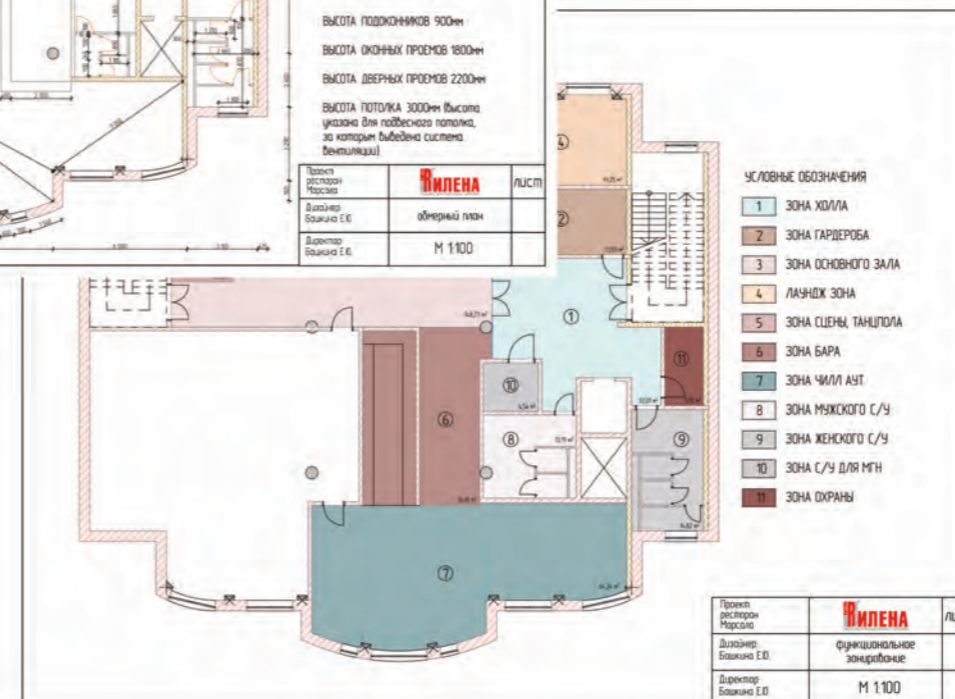 ВЫСОТА ПОДОКОННИКОВ 900мм
ВЫСОТА ОКОННЫХ ПРОЕМОВ 1800мм
ВЫСОТА ДВЕРНЫХ ПРОЕМОВ 2200мм
ВЫСОТА ПОТОЛКА 3000мм (высота
указана для подвесного потолка,
за которым выведена система
вентиляции)
Проект
ресторан
Марсала
ВИЛЕНА
ЛИСТ
Дизайнер
Башкина Е.Ю.
обмерный план
Директор
Башкина Е.Ю.
М 1:100
УСЛОВНЫЕ ОБОЗНАЧЕНИЯ
1 ЗОНА ХОЛЛА
2 ЗОНА ГАРДЕРОБА
3 ЗОНА ОСНОВНОГО ЗАЛА
4 ЛАУНДЖ ЗОНА
5 ЗОНА СЦЕНЫ, ТАНЦПОЛА
6 ЗОНА БАРА
7 ЗОНА ЧИЛЛ АУТ
8 ЗОНА МУЖСКОГО С/У
9 ЗОНА ЖЕНСКОГО С/У
10 ЗОНА С/У ДЛЯ МГН
11 ЗОНА ОХРАНЫ
4
2
1
11
10
6
8
9
7
Проект
ресторан
Марсала
ВИЛЕНА
Дизайнер
Башкина Е.Ю.
функциональное
зонирование
Директор
Башкина Е.Ю.
М 1:100